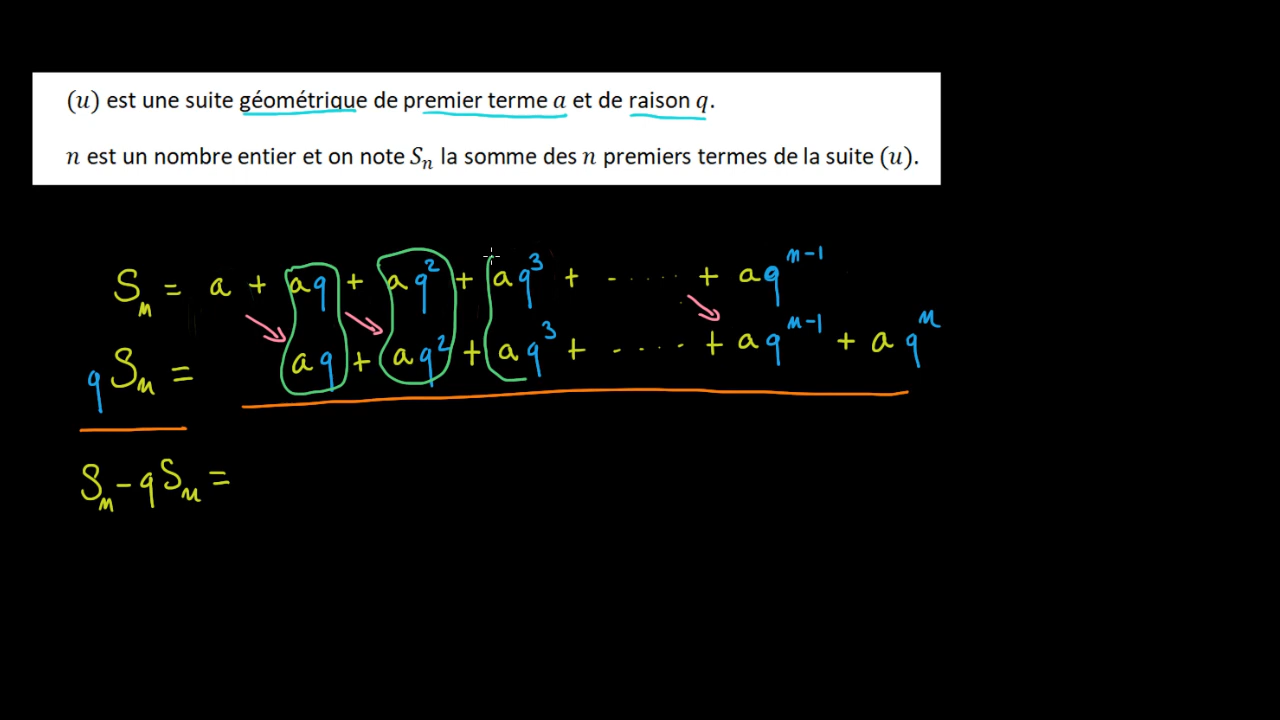 (u) est une suite géométrique de premier terme a et de raison q.
n est un nombre entier et on note Sₙ la somme des n premiers termes de la suite (u).
Sₙ = a + aq + aq² + aq³ + ······ + aqⁿ⁻¹
qSₙ = aq + aq² + aq³ + ······ + aqⁿ⁻¹ + aqⁿ
Sₙ - qSₙ =